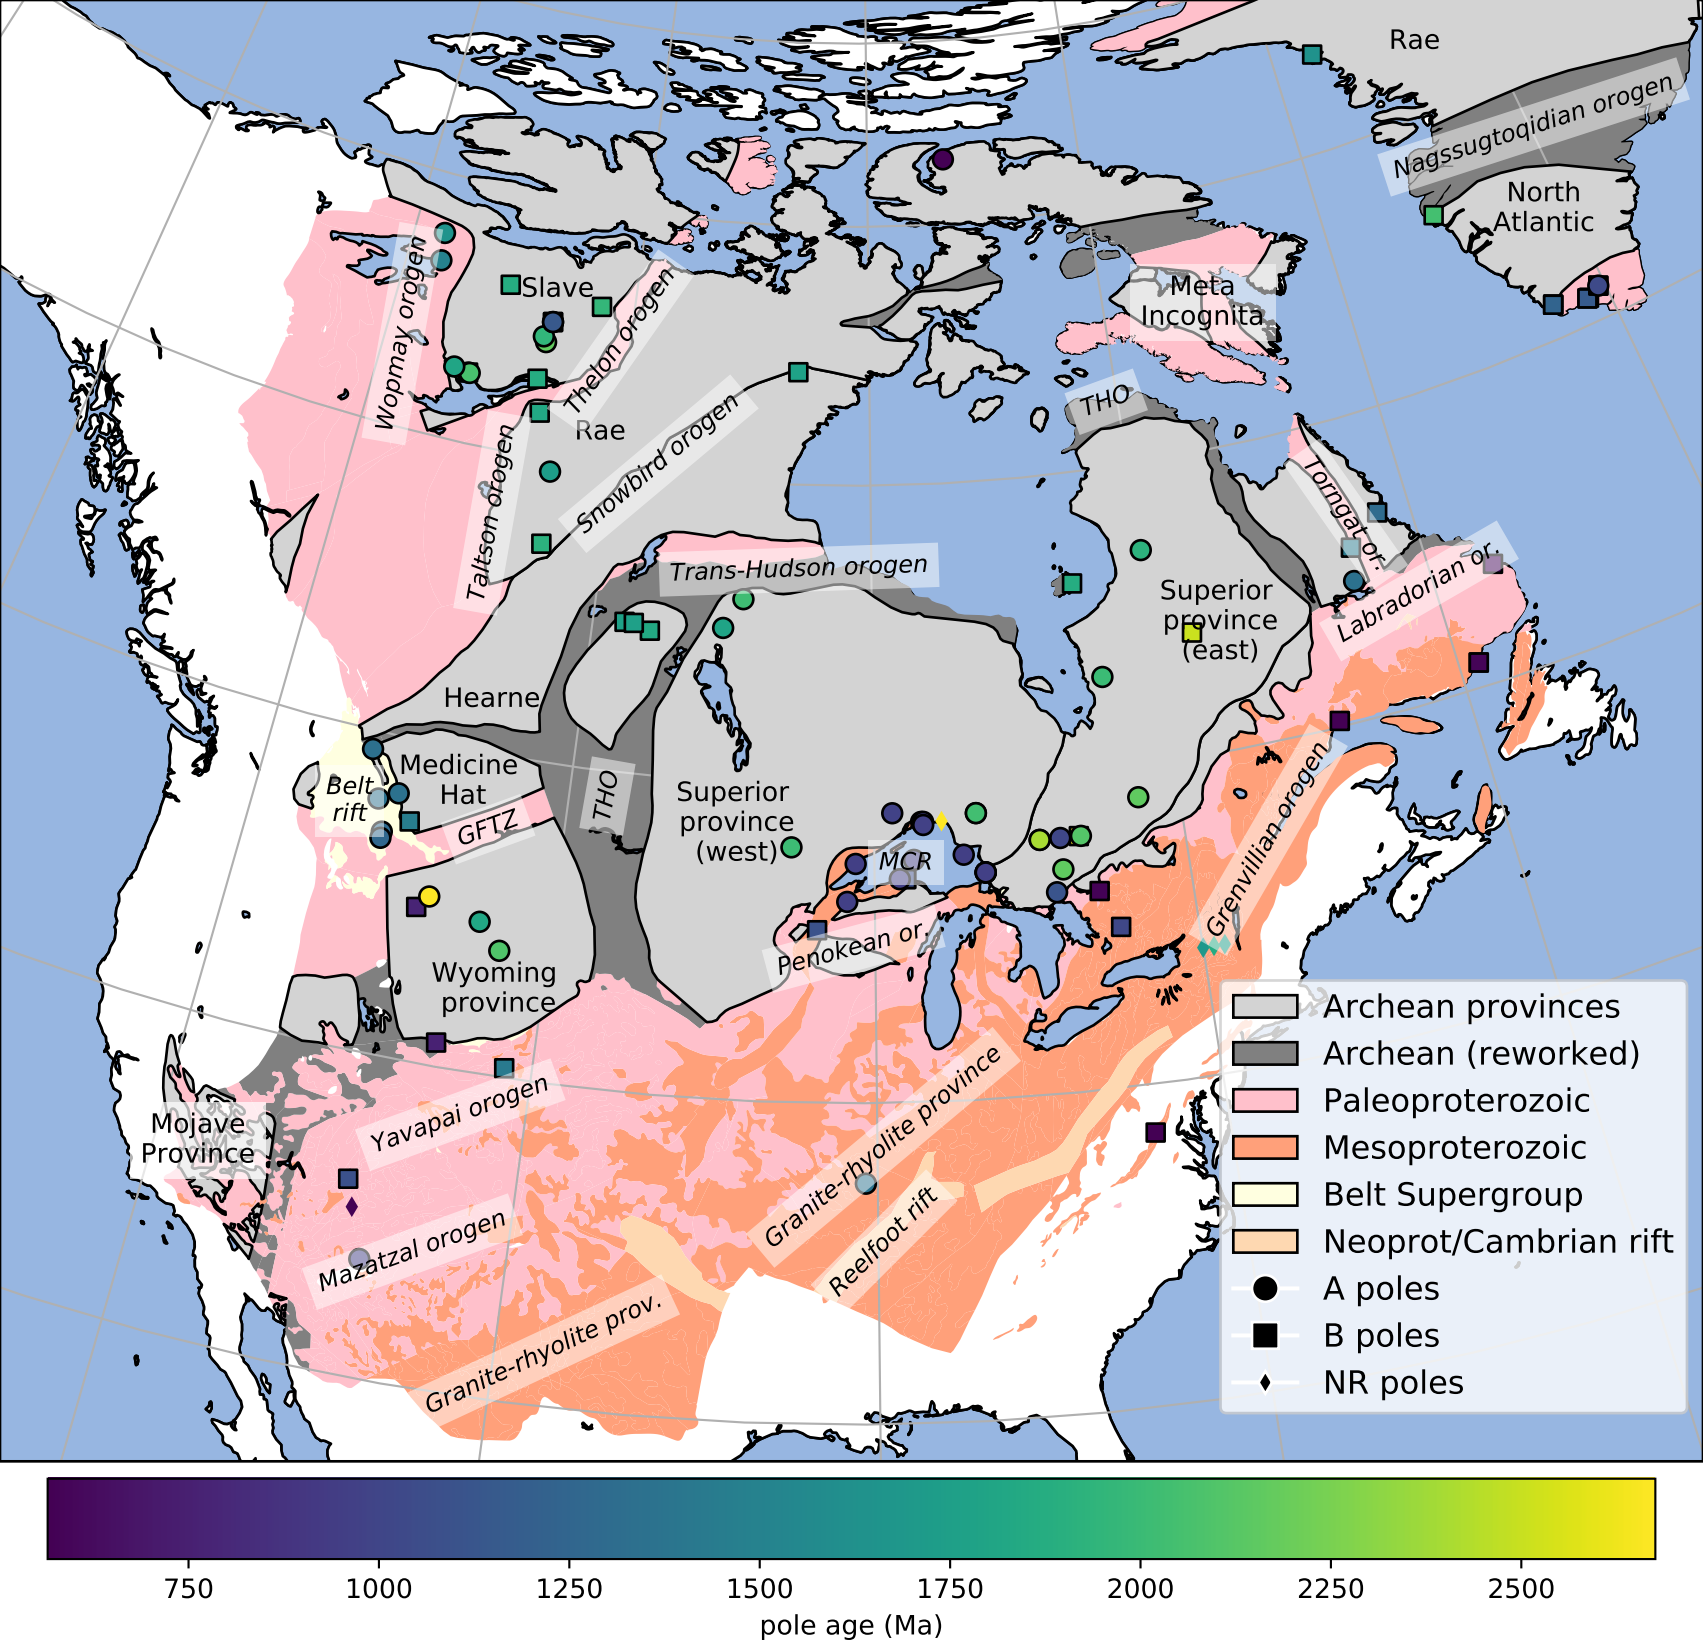 Rae
Nagssugtoqidian orogen
North
Atlantic
Wopmay orogen
Slave
Thelon orogen
Meta
Incognita
Rae
Snowbird orogen
Taltson orogen
THO
Torngat or.
Labradorian or.
Trans-Hudson orogen
Superior
province
(east)
Hearne
Medicine
Hat
Belt
rift
GFTZ
THO
Superior
province
(west)
MCR
Penokean or.
Grenvillian orogen
Wyoming
province
Mojave
Province
Yavapai orogen
Mazatzal orogen
Granite-rhyolite province
Reelfoot rift
Granite-rhyolite prov.
Archean provinces
Archean (reworked)
Paleoproterozoic
Mesoproterozoic
Belt Supergroup
Neoprot/Cambrian rift
A poles
B poles
NR poles
750 1000 1250 1500 1750 2000 2250 2500
pole age (Ma)